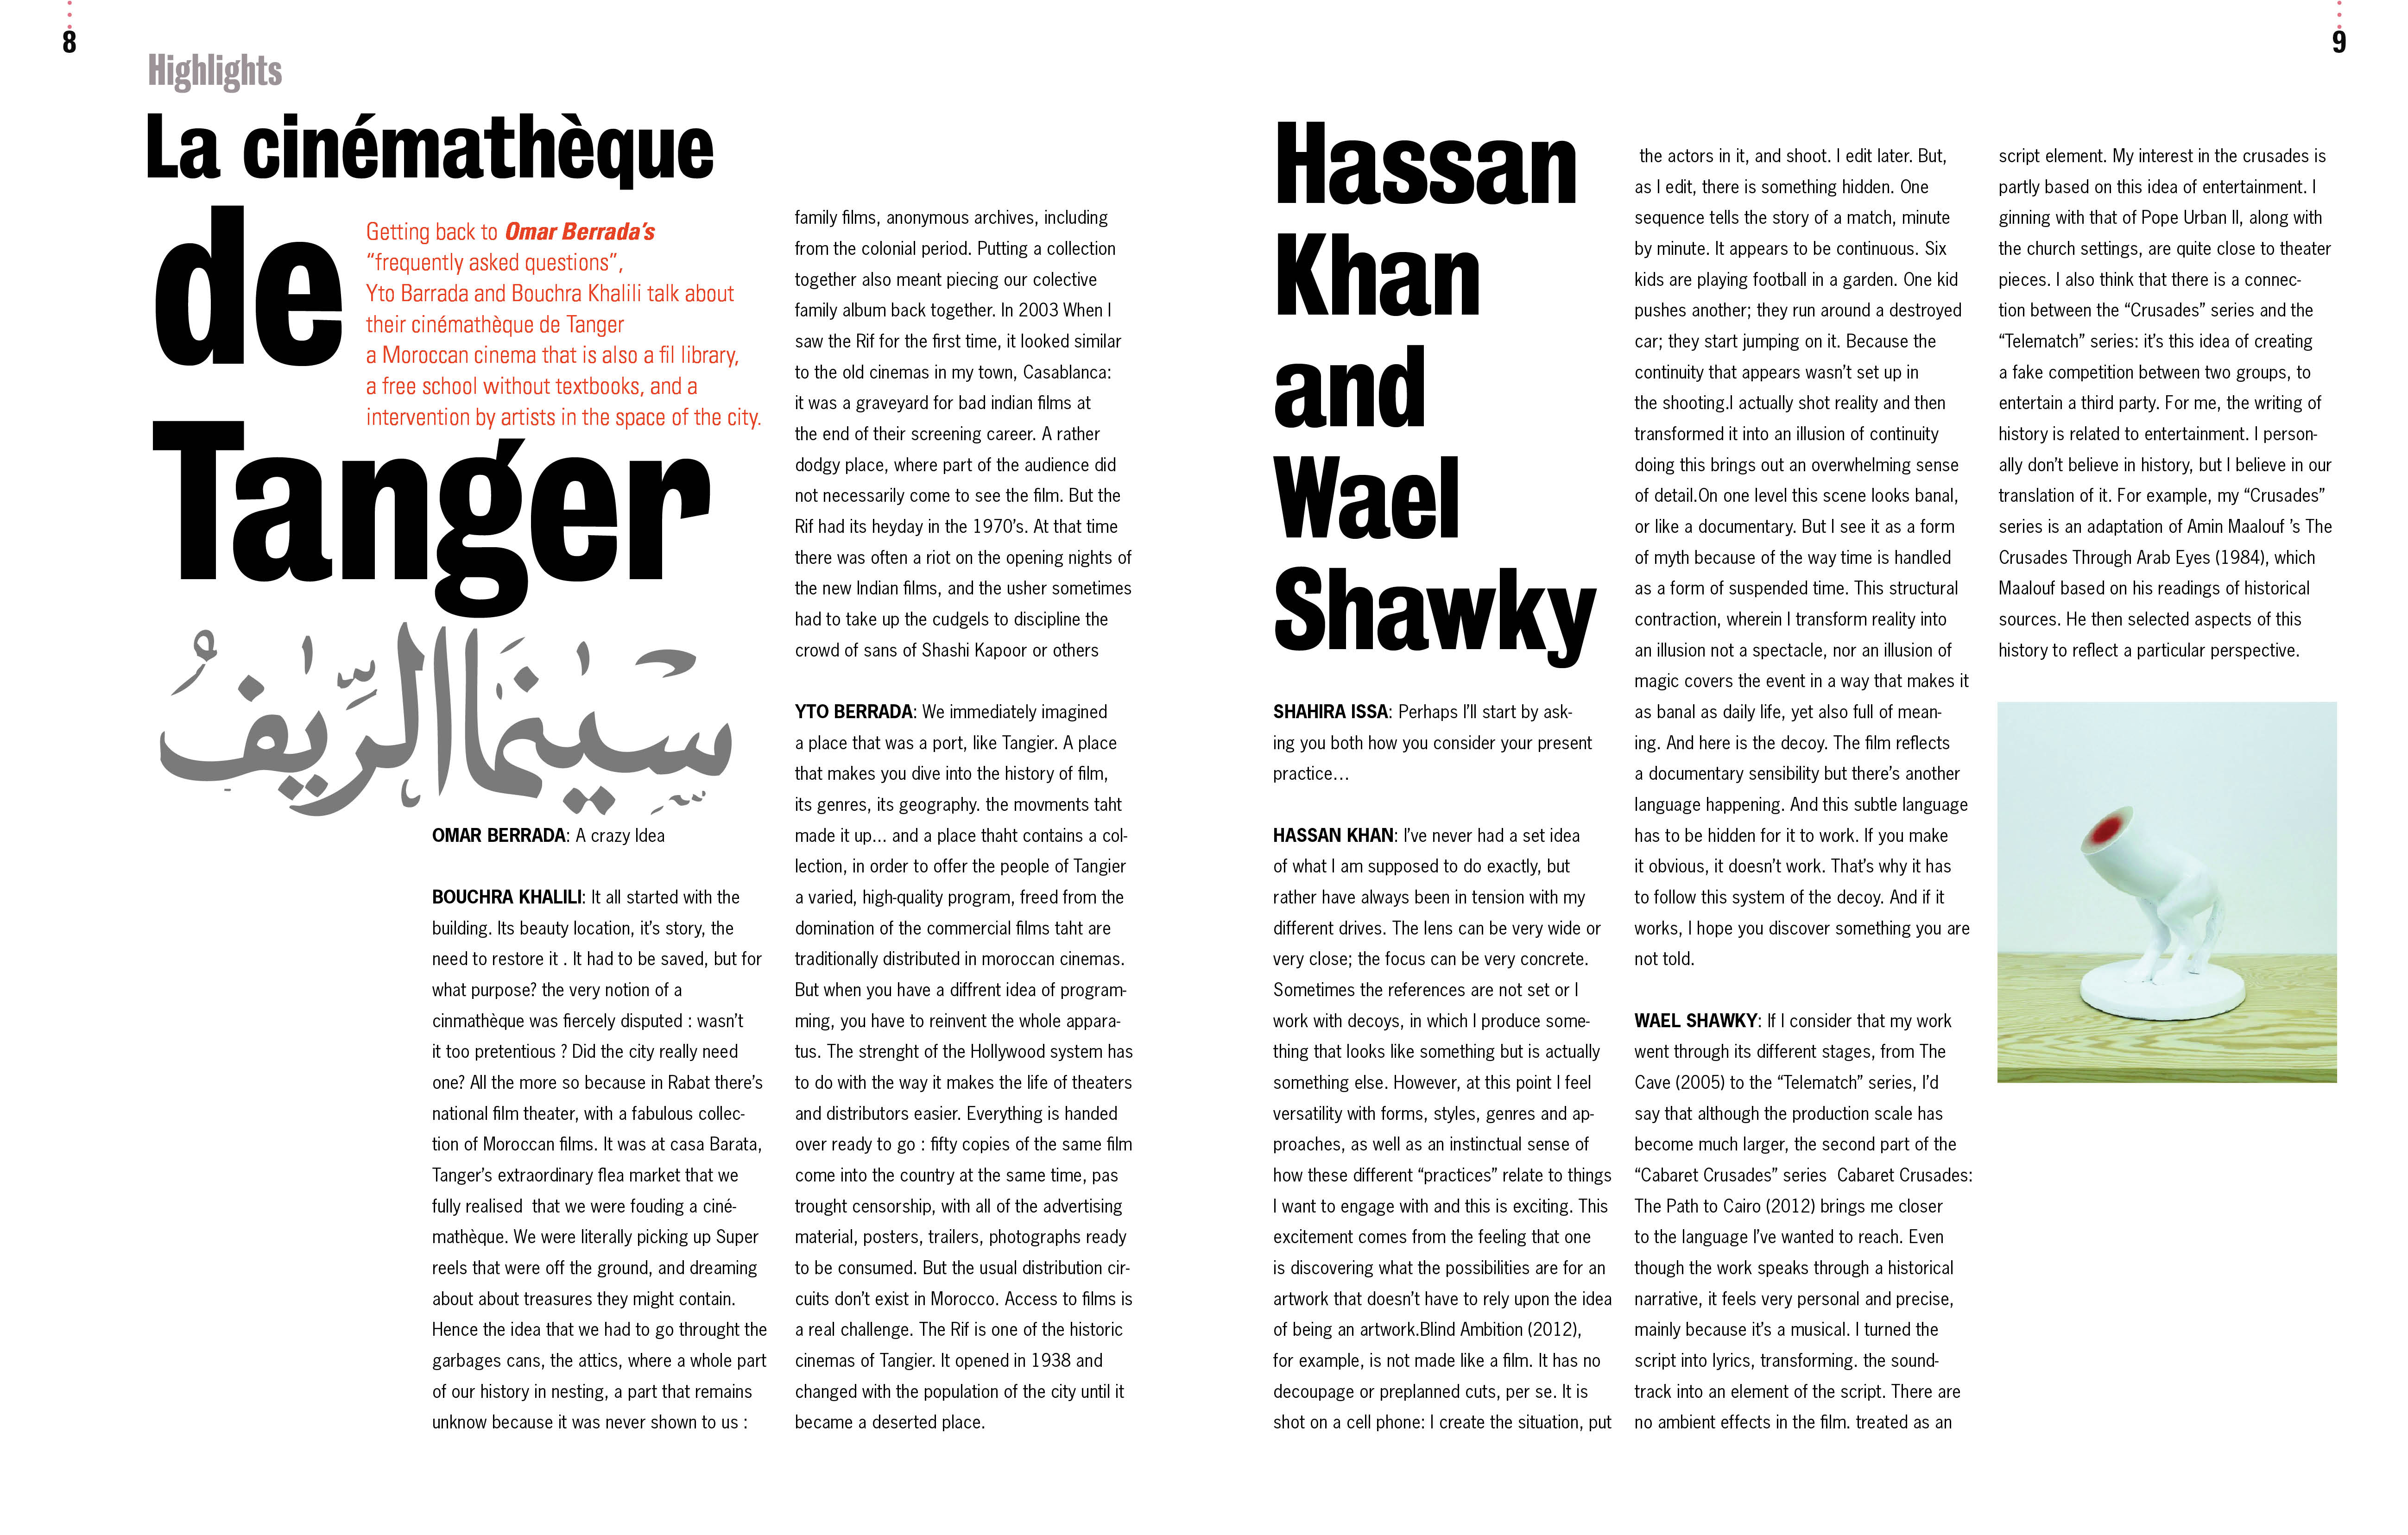 8
Highlights
La cinémathèque
de
Tanger
Getting back to Omar Berrada’s
“frequently asked questions”,
Yto Barrada and Bouchra Khalili talk about
their cinémathèque de Tanger
a Moroccan cinema that is also a fil library,
a free school without textbooks, and a
intervention by artists in the space of the city.
سينما الريف
OMAR BERRADA: A crazy Idea
BOUCHRA KHALILI: It all started with the
building. Its beauty location, it’s story, the
need to restore it . It had to be saved, but for
what purpose? the very notion of a
cinmathèque was fiercely disputed : wasn’t
it too pretentious ? Did the city really need
one? All the more so because in Rabat there’s
national film theater, with a fabulous collec-
tion of Moroccan films. It was at casa Barata,
Tanger’s extraordinary flea market that we
fully realised  that we were fouding a ciné-
mathèque. We were literally picking up Super
reels that were off the ground, and dreaming
about about treasures they might contain.
Hence the idea that we had to go throught the
garbages cans, the attics, where a whole part
of our history in nesting, a part that remains
unknow because it was never shown to us :
family films, anonymous archives, including
from the colonial period. Putting a collection
together also meant piecing our colective
family album back together. In 2003 When I
saw the Rif for the first time, it looked similar
to the old cinemas in my town, Casablanca:
it was a graveyard for bad indian films at
the end of their screening career. A rather
dodgy place, where part of the audience did
not necessarily come to see the film. But the
Rif had its heyday in the 1970’s. At that time
there was often a riot on the opening nights of
the new Indian films, and the usher sometimes
had to take up the cudgels to discipline the
crowd of sans of Shashi Kapoor or others
YTO BERRADA: We immediately imagined
a place that was a port, like Tangier. A place
that makes you dive into the history of film,
its genres, its geography. the movments taht
made it up... and a place thaht contains a col-
lection, in order to offer the people of Tangier
a varied, high-quality program, freed from the
domination of the commercial films taht are
traditionally distributed in moroccan cinemas.
But when you have a diffrent idea of program-
ming, you have to reinvent the whole appara-
tus. The strenght of the Hollywood system has
to do with the way it makes the life of theaters
and distributors easier. Everything is handed
over ready to go : fifty copies of the same film
come into the country at the same time, pas
trought censorship, with all of the advertising
material, posters, trailers, photographs ready
to be consumed. But the usual distribution cir-
cuits don’t exist in Morocco. Access to films is
a real challenge. The Rif is one of the historic
cinemas of Tangier. It opened in 1938 and
changed with the population of the city until it
became a deserted place.
9
Hassan
Khan
and
Wael
Shawky
SHAHIRA ISSA: Perhaps I’ll start by ask-
ing you both how you consider your present
practice…
HASSAN KHAN: I’ve never had a set idea
of what I am supposed to do exactly, but
rather have always been in tension with my
different drives. The lens can be very wide or
very close; the focus can be very concrete.
Sometimes the references are not set or I
work with decoys, in which I produce some-
thing that looks like something but is actually
something else. However, at this point I feel
versatility with forms, styles, genres and ap-
proaches, as well as an instinctual sense of
how these different “practices” relate to things
I want to engage with and this is exciting. This
excitement comes from the feeling that one
is discovering what the possibilities are for an
artwork that doesn’t have to rely upon the idea
of being an artwork.Blind Ambition (2012),
for example, is not made like a film. It has no
decoupage or preplanned cuts, per se. It is
shot on a cell phone: I create the situation, put
the actors in it, and shoot. I edit later. But,
as I edit, there is something hidden. One
sequence tells the story of a match, minute
by minute. It appears to be continuous. Six
kids are playing football in a garden. One kid
pushes another; they run around a destroyed
car; they start jumping on it. Because the
continuity that appears wasn’t set up in
the shooting.I actually shot reality and then
transformed it into an illusion of continuity
doing this brings out an overwhelming sense
of detail.On one level this scene looks banal,
or like a documentary. But I see it as a form
of myth because of the way time is handled
as a form of suspended time. This structural
contraction, wherein I transform reality into
an illusion not a spectacle, nor an illusion of
magic covers the event in a way that makes it
as banal as daily life, yet also full of mean-
ing. And here is the decoy. The film reflects
a documentary sensibility but there’s another
language happening. And this subtle language
has to be hidden for it to work. If you make
it obvious, it doesn’t work. That’s why it has
to follow this system of the decoy. And if it
works, I hope you discover something you are
not told.
WAEL SHAWKY: If I consider that my work
went through its different stages, from The
Cave (2005) to the “Telematch” series, I’d
say that although the production scale has
become much larger, the second part of the
“Cabaret Crusades” series  Cabaret Crusades:
The Path to Cairo (2012) brings me closer
to the language I’ve wanted to reach. Even
though the work speaks through a historical
narrative, it feels very personal and precise,
mainly because it’s a musical. I turned the
script into lyrics, transforming. the sound-
track into an element of the script. There are
no ambient effects in the film. treated as an
script element. My interest in the crusades is
partly based on this idea of entertainment. I
ginning with that of Pope Urban II, along with
the church settings, are quite close to theater
pieces. I also think that there is a connec-
tion between the “Crusades” series and the
“Telematch” series: it’s this idea of creating
a fake competition between two groups, to
entertain a third party. For me, the writing of
history is related to entertainment. I person-
ally don’t believe in history, but I believe in our
translation of it. For example, my “Crusades”
series is an adaptation of Amin Maalouf ’s The
Crusades Through Arab Eyes (1984), which
Maalouf based on his readings of historical
sources. He then selected aspects of this
history to reflect a particular perspective.